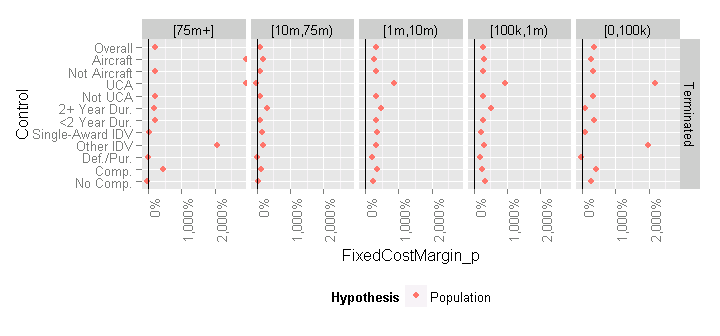 [75m+] [10m,75m) [1m,10m) [100k,1m) [0,100k)
Control
Overall
Aircraft
Not Aircraft
UCA
Not UCA
2+ Year Dur.
<2 Year Dur.
Single-Award IDV
Other IDV
Def./Pur.
Comp.
No Comp.
Terminated
0% 1,000% 2,000% 0% 1,000% 2,000% 0% 1,000% 2,000% 0% 1,000% 2,000% 0% 1,000% 2,000%
FixedCostMargin_p
Hypothesis Population